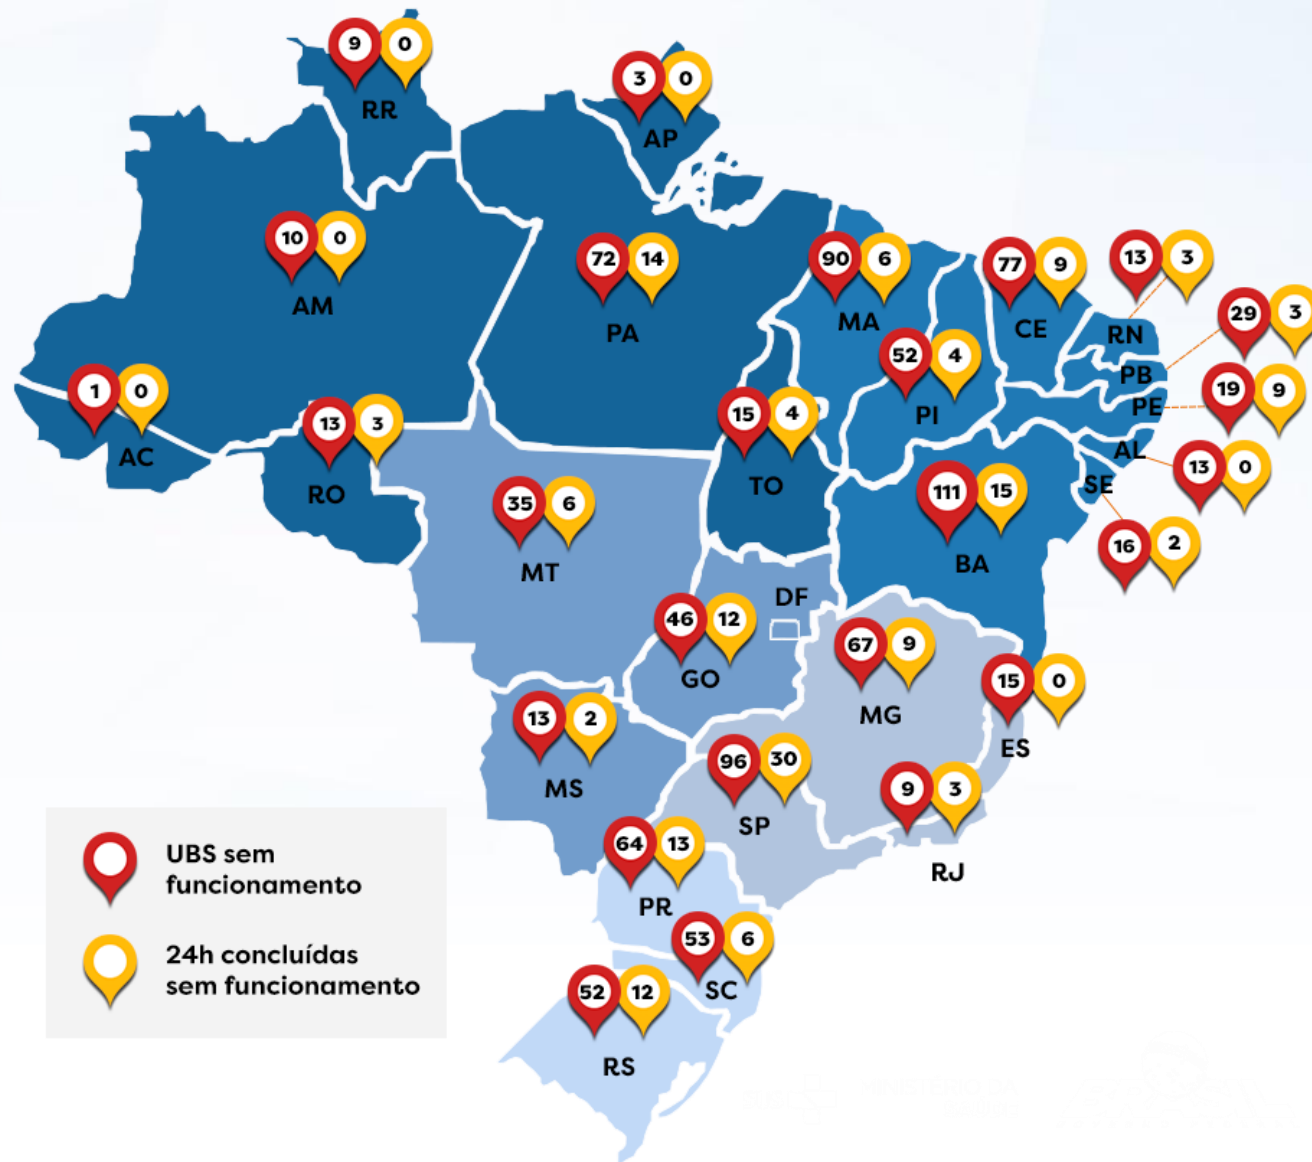 9 0
RR
3 0
AP
10 0
AM
72 14
PA
90 6
MA
77 9
CE
13 3
RN
29 3
PB
52 4
PI
19 9
PE
1 0
AC
13 3
RO
15 4
TO
13 0
AL
35 6
MT
111 15
BA
16 2
SE
46 12
GO
DF
67 9
MG
15 0
ES
13 2
MS
96 30
SP
9 3
RJ
64 13
PR
53 6
SC
52 12
RS
UBS sem
funcionamento
24h concluídas
sem funcionamento